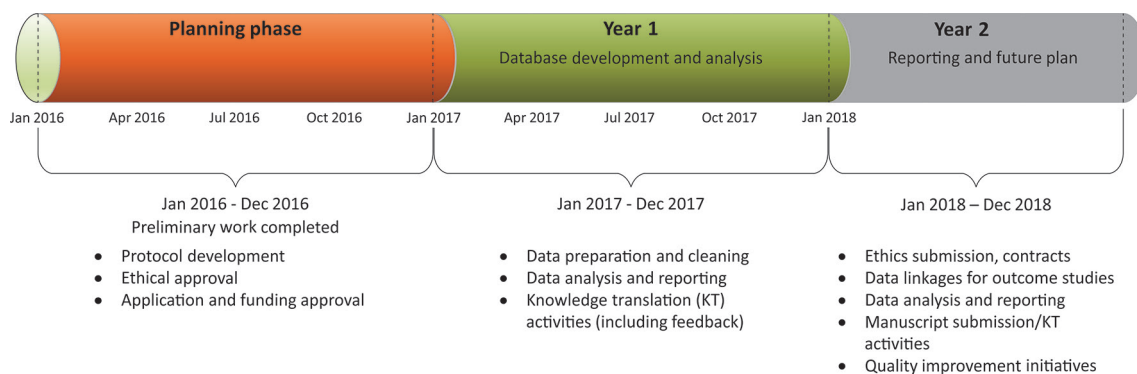 Planning phase
Year 1
Database development and analysis
Year 2
Reporting and future plan
Jan 2016
Apr 2016
Jul 2016
Oct 2016
Jan 2017
Apr 2017
Jul 2017
Oct 2017
Jan 2018
Jan 2016 - Dec 2016
Preliminary work completed
● Protocol development
● Ethical approval
● Application and funding approval
Jan 2017 - Dec 2017
● Data preparation and cleaning
● Data analysis and reporting
● Knowledge translation (KT)
activities (including feedback)
Jan 2018 – Dec 2018
● Ethics submission, contracts
● Data linkages for outcome studies
● Data analysis and reporting
● Manuscript submission/KT
activities
● Quality improvement initiatives